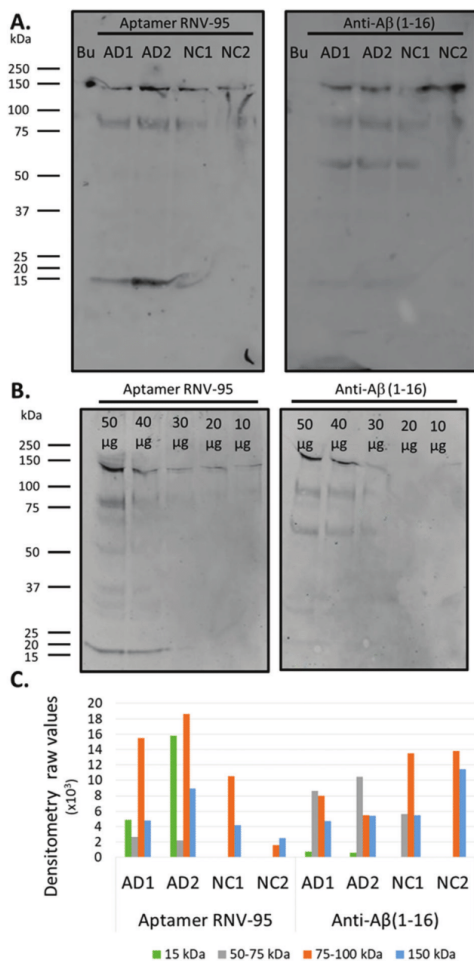 A.
Aptamer RNV-95 Anti-Aβ (1-16)
kDa
Bu AD1 AD2 NC1 NC2 Bu AD1 AD2 NC1 NC2
250
150
100
75
50
37
25
20
15
B.
Aptamer RNV-95 Anti-Aβ (1-16)
kDa
50 40 30 20 10 50 40 30 20 10
µg µg µg µg µg µg µg µg µg µg
250
150
100
75
50
37
25
20
15
C.
Densitometry raw values
(x10³)
20
18
16
14
12
10
8
6
4
2
0
AD1 AD2 NC1 NC2 AD1 AD2 NC1 NC2
Aptamer RNV-95 Anti-Aβ(1-16)
15 kDa 50-75 kDa 75-100 kDa 150 kDa